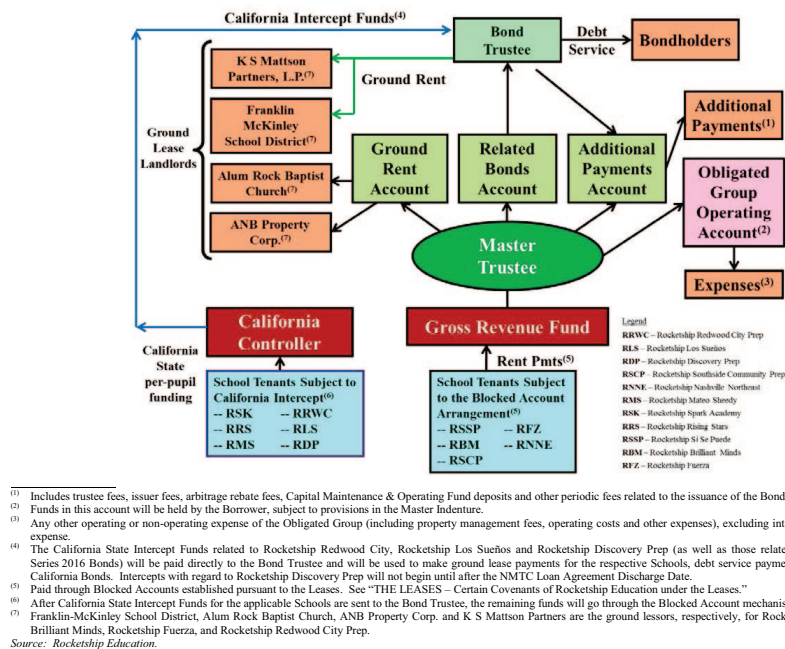 California Intercept Funds(4)
Bond
Trustee
Debt
Service
Bondholders
K S Mattson
Partners, L.P.(7)
Ground Rent
Franklin
McKinley
School District(7)
Ground
Lease
Landlords
Alum Rock Baptist
Church(7)
ANB Property
Corp.(7)
Ground
Rent
Account
Related
Bonds
Account
Additional
Payments
Account
Additional
Payments(1)
Obligated
Group
Operating
Account(2)
Expenses(3)
Master
Trustee
California
Controller
Gross Revenue Fund
California
State
per-pupil
funding
Rent Pmts(5)
School Tenants Subject to
California Intercept(6)
-- RSK -- RRWC
-- RRS -- RLS
-- RMS -- RDP
School Tenants Subject
to the Blocked Account
Arrangement(5)
-- RSSP -- RFZ
-- RBM -- RNNE
-- RSCP
Legend
RRWC – Rocketship Redwood City Prep
RLS – Rocketship Los Sueños
RDP – Rocketship Discovery Prep
RSCP – Rocketship Southside Community Prep
RNNE – Rocketship Nashville Northeast
RMS – Rocketship Mateo Sheedy
RSK – Rocketship Spark Academy
RRS – Rocketship Rising Stars
RSSP – Rocketship Sí Se Puede
RBM – Rocketship Brilliant Minds
RFZ – Rocketship Fuerza
(1) Includes trustee fees, issuer fees, arbitrage rebate fees, Capital Maintenance & Operating Fund deposits and other periodic fees related to the issuance of the Bond
(2) Funds in this account will be held by the Borrower, subject to provisions in the Master Indenture.
(3) Any other operating or non-operating expense of the Obligated Group (including property management fees, operating costs and other expenses), excluding int
expense.
(4) The California State Intercept Funds related to Rocketship Redwood City, Rocketship Los Sueños and Rocketship Discovery Prep (as well as those relate
Series 2016 Bonds) will be paid directly to the Bond Trustee and will be used to make ground lease payments for the respective Schools, debt service payme
California Bonds. Intercepts with regard to Rocketship Discovery Prep will not begin until after the NMTC Loan Agreement Discharge Date.
(5) Paid through Blocked Accounts established pursuant to the Leases. See “THE LEASES – Certain Covenants of Rocketship Education under the Leases.”
(6) After California State Intercept Funds for the applicable Schools are sent to the Bond Trustee, the remaining funds will go through the Blocked Account mechanis
(7) Franklin-McKinley School District, Alum Rock Baptist Church, ANB Property Corp. and K S Mattson Partners are the ground lessors, respectively, for Rock
Brilliant Minds, Rocketship Fuerza, and Rocketship Redwood City Prep.
Source: Rocketship Education.